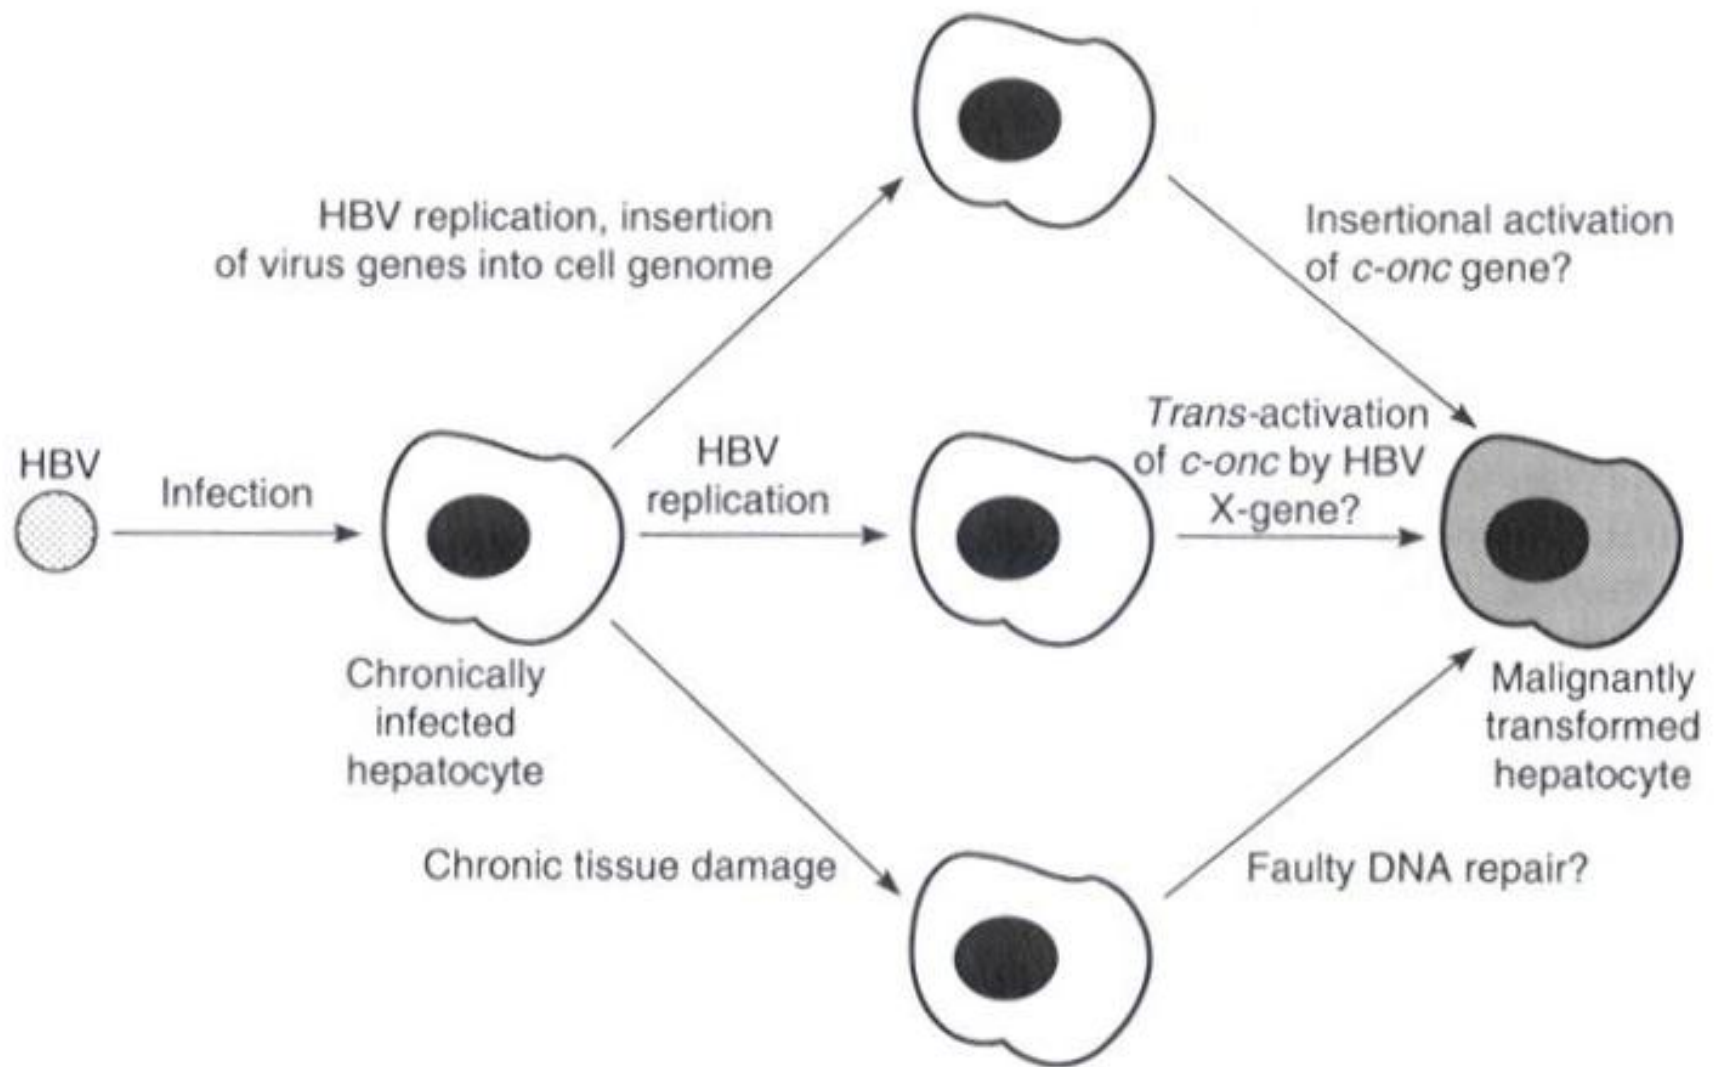 HBV replication, insertion
of virus genes into cell genome
Insertional activation
of c-onc gene?
HBV
Infection
HBV
replication
Trans-activation
of c-onc by HBV
X-gene?
Chronically
infected
hepatocyte
Malignantly
transformed
hepatocyte
Chronic tissue damage
Faulty DNA repair?